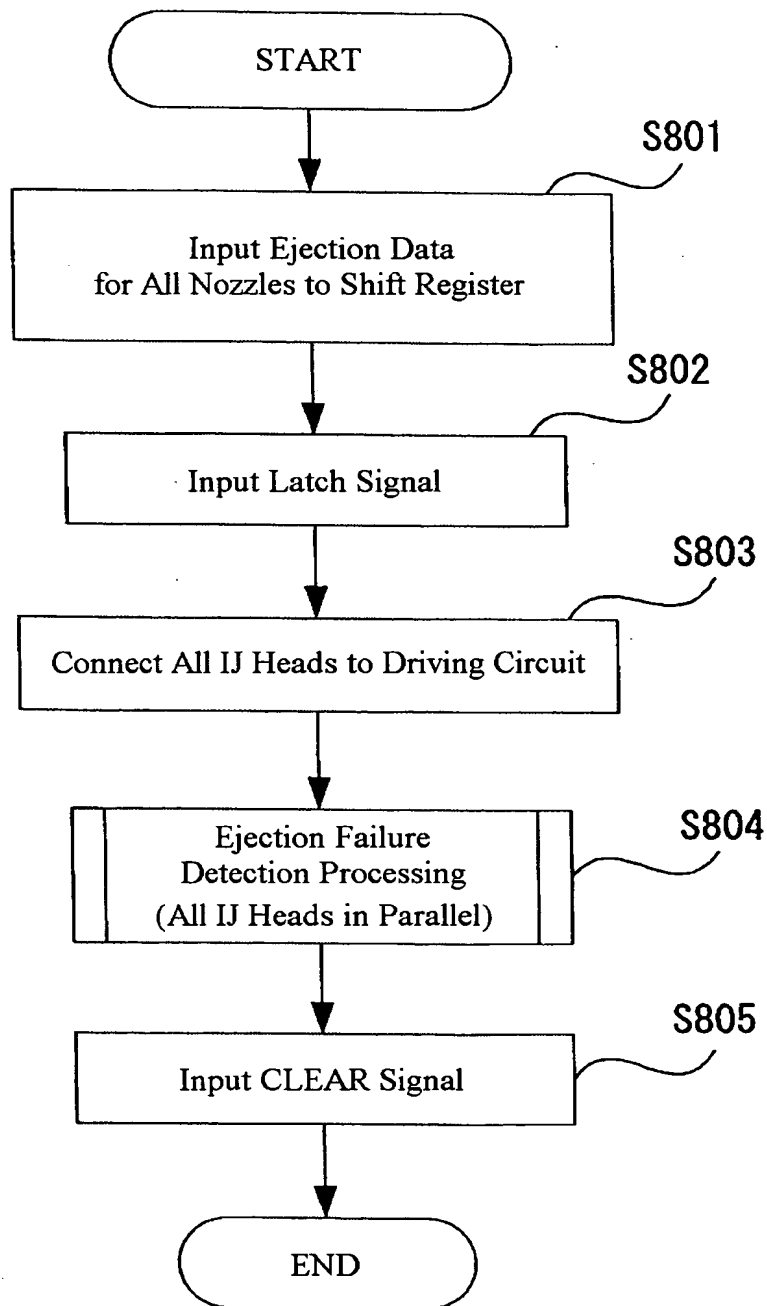 START
S801
Input Ejection Data
for All Nozzles to Shift Register
S802
Input Latch Signal
S803
Connect All IJ Heads to Driving Circuit
S804
Ejection Failure
Detection Processing
(All IJ Heads in Parallel)
S805
Input CLEAR Signal
END